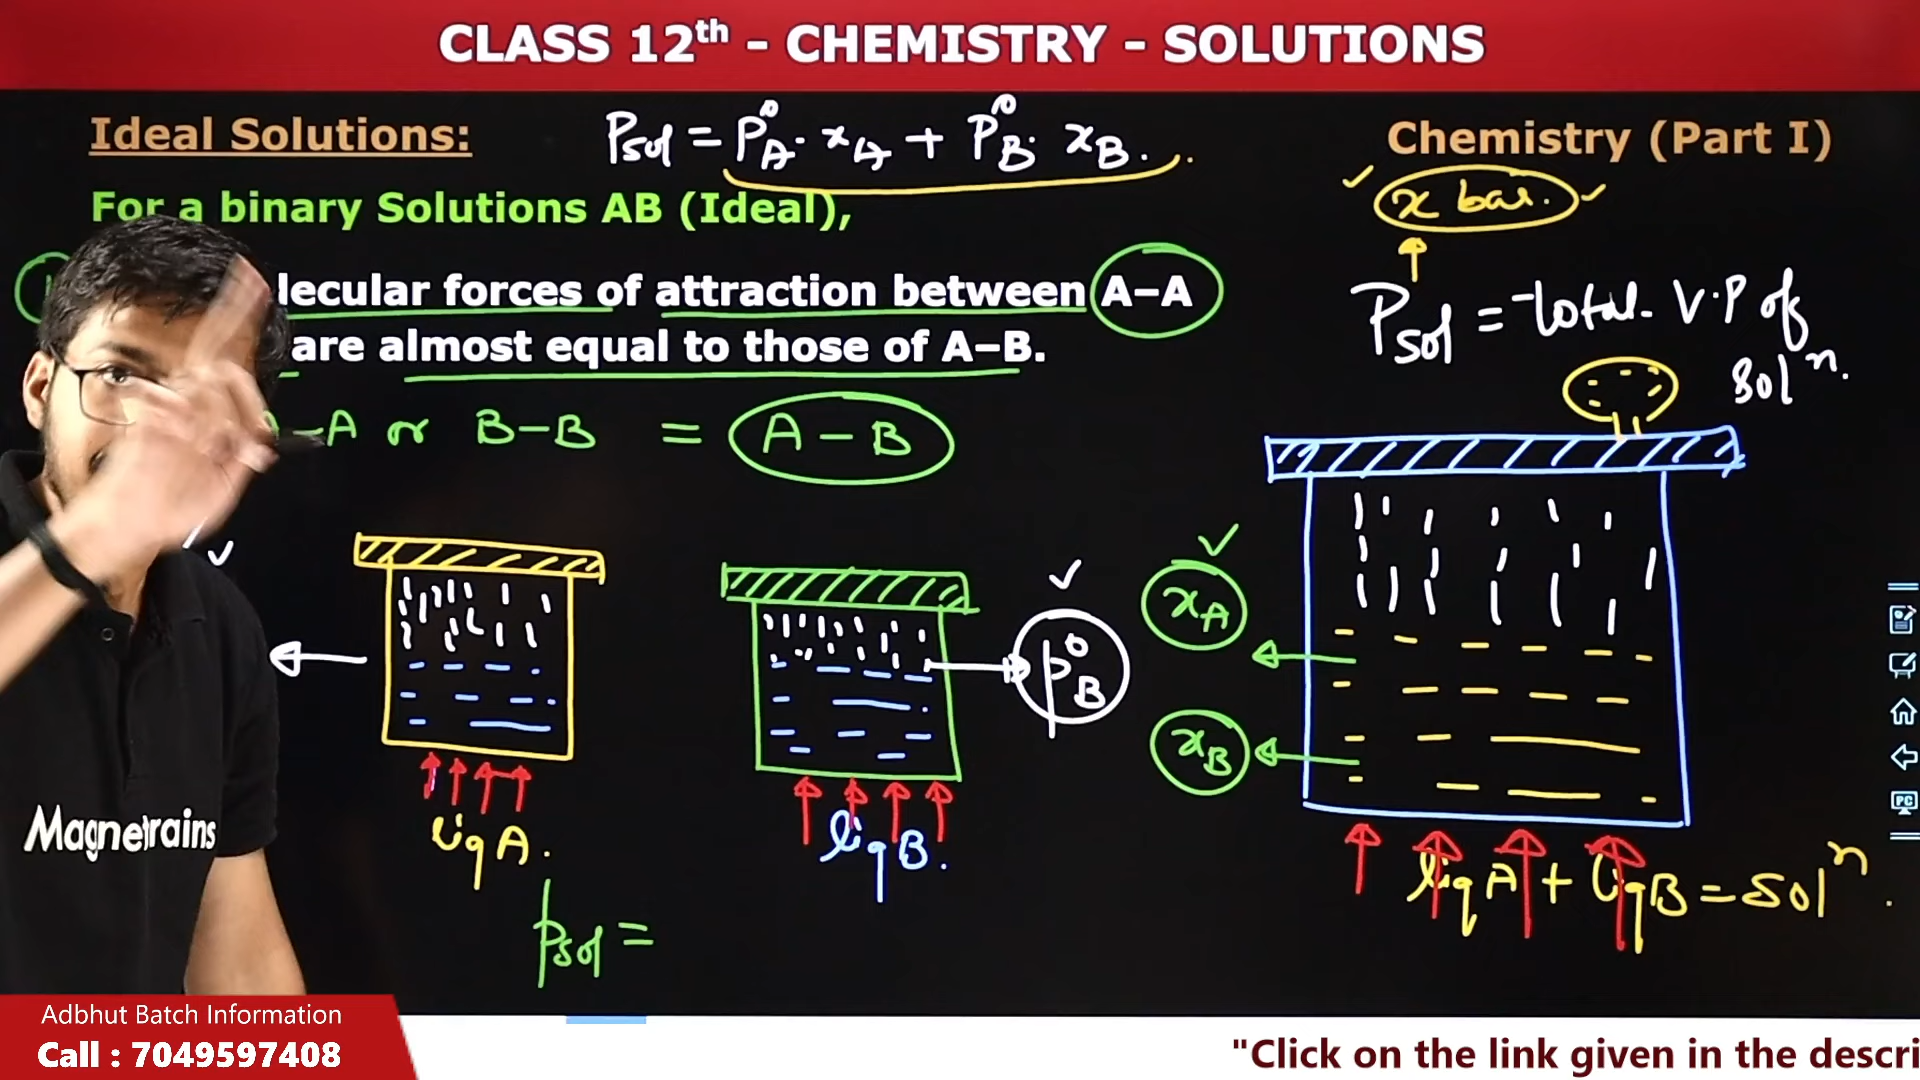 CLASS 12th - CHEMISTRY - SOLUTIONS
Ideal Solutions:
Psol = P°A · xA + P°B · xB.
Chemistry (Part I)
For a binary Solutions AB (Ideal),
x bar.
lecular forces of attraction between A–A
are almost equal to those of A–B.
Psol = total V.P of
solⁿ.
–A or B–B = A – B
xA
P°B
xB
liq A.
liq B.
liq A + liq B = solⁿ.
Psol =
Magnetrains
PC
Adbhut Batch Information
Call : 7049597408
"Click on the link given in the descri